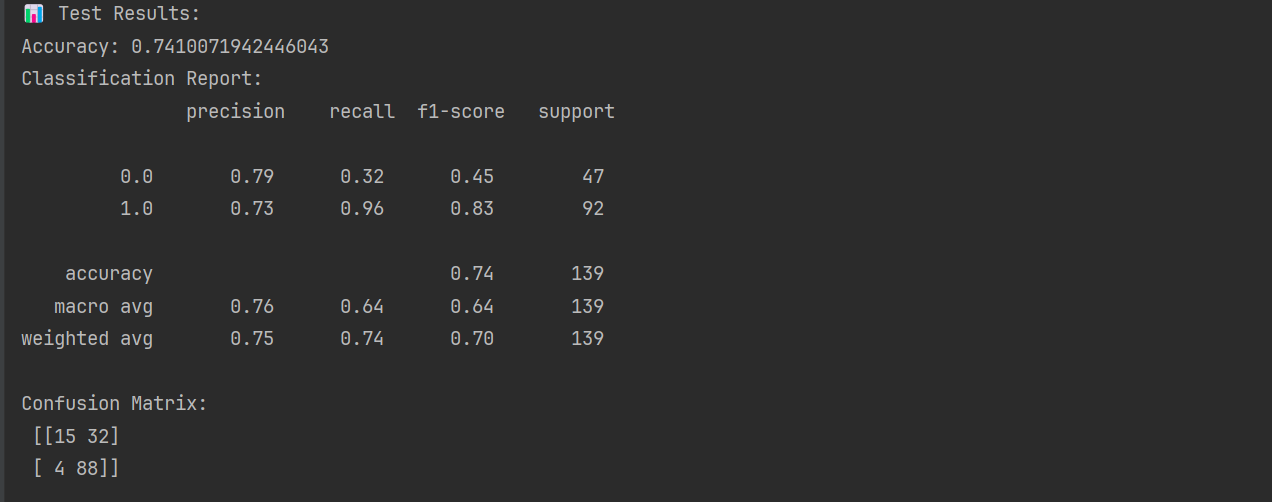 📊 Test Results:
Accuracy: 0.7410071942446043
Classification Report:
precision recall f1-score support
0.0 0.79 0.32 0.45 47
1.0 0.73 0.96 0.83 92
accuracy 0.74 139
macro avg 0.76 0.64 0.64 139
weighted avg 0.75 0.74 0.70 139
Confusion Matrix:
[[15 32]
[ 4 88]]